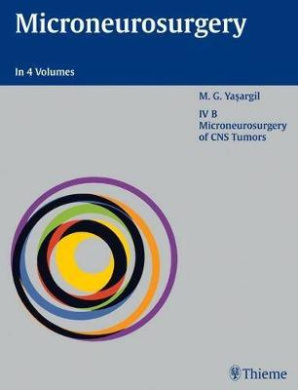 Microneurosurgery
In 4 Volumes
M. G. Yaşargil
IV B
Microneurosurgery
of CNS Tumors
Thieme